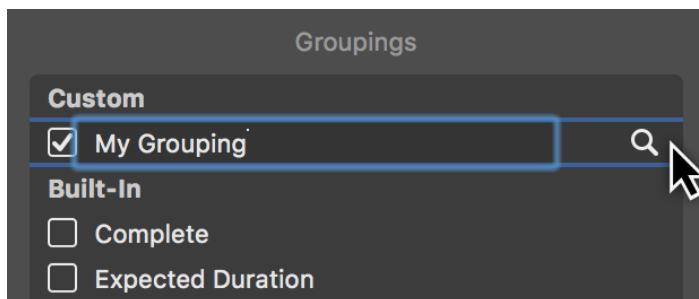 Groupings
Custom
My Grouping
Built-In
Complete
Expected Duration